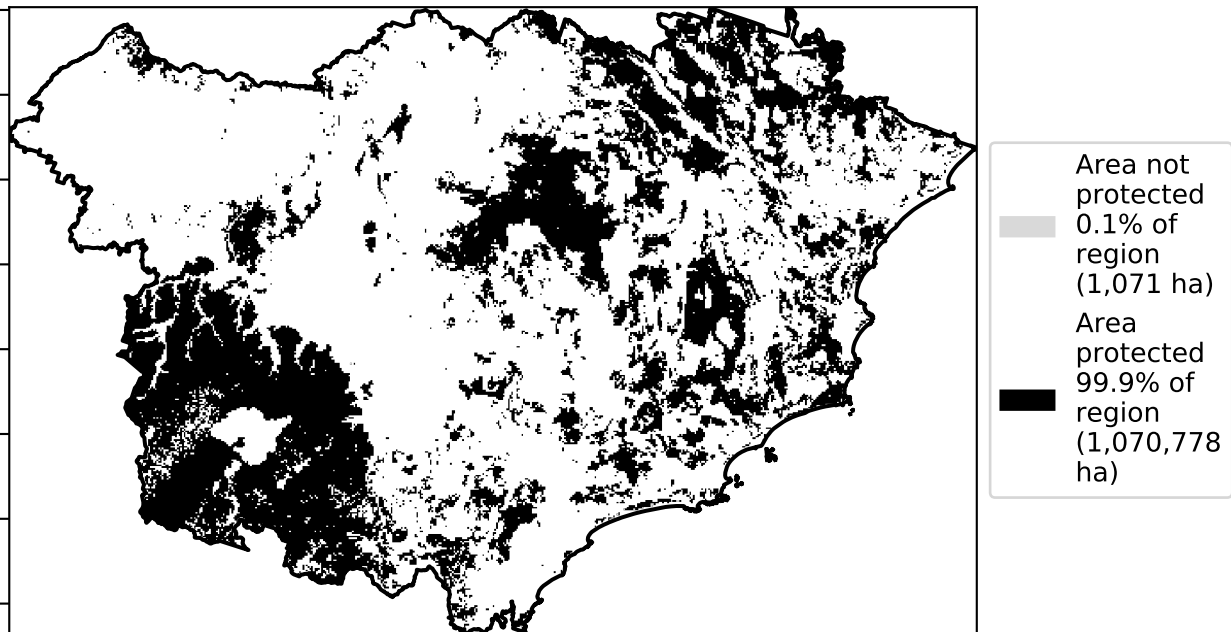 Area not
protected
0.1% of
region
(1,071 ha)
Area
protected
99.9% of
region
(1,070,778
ha)